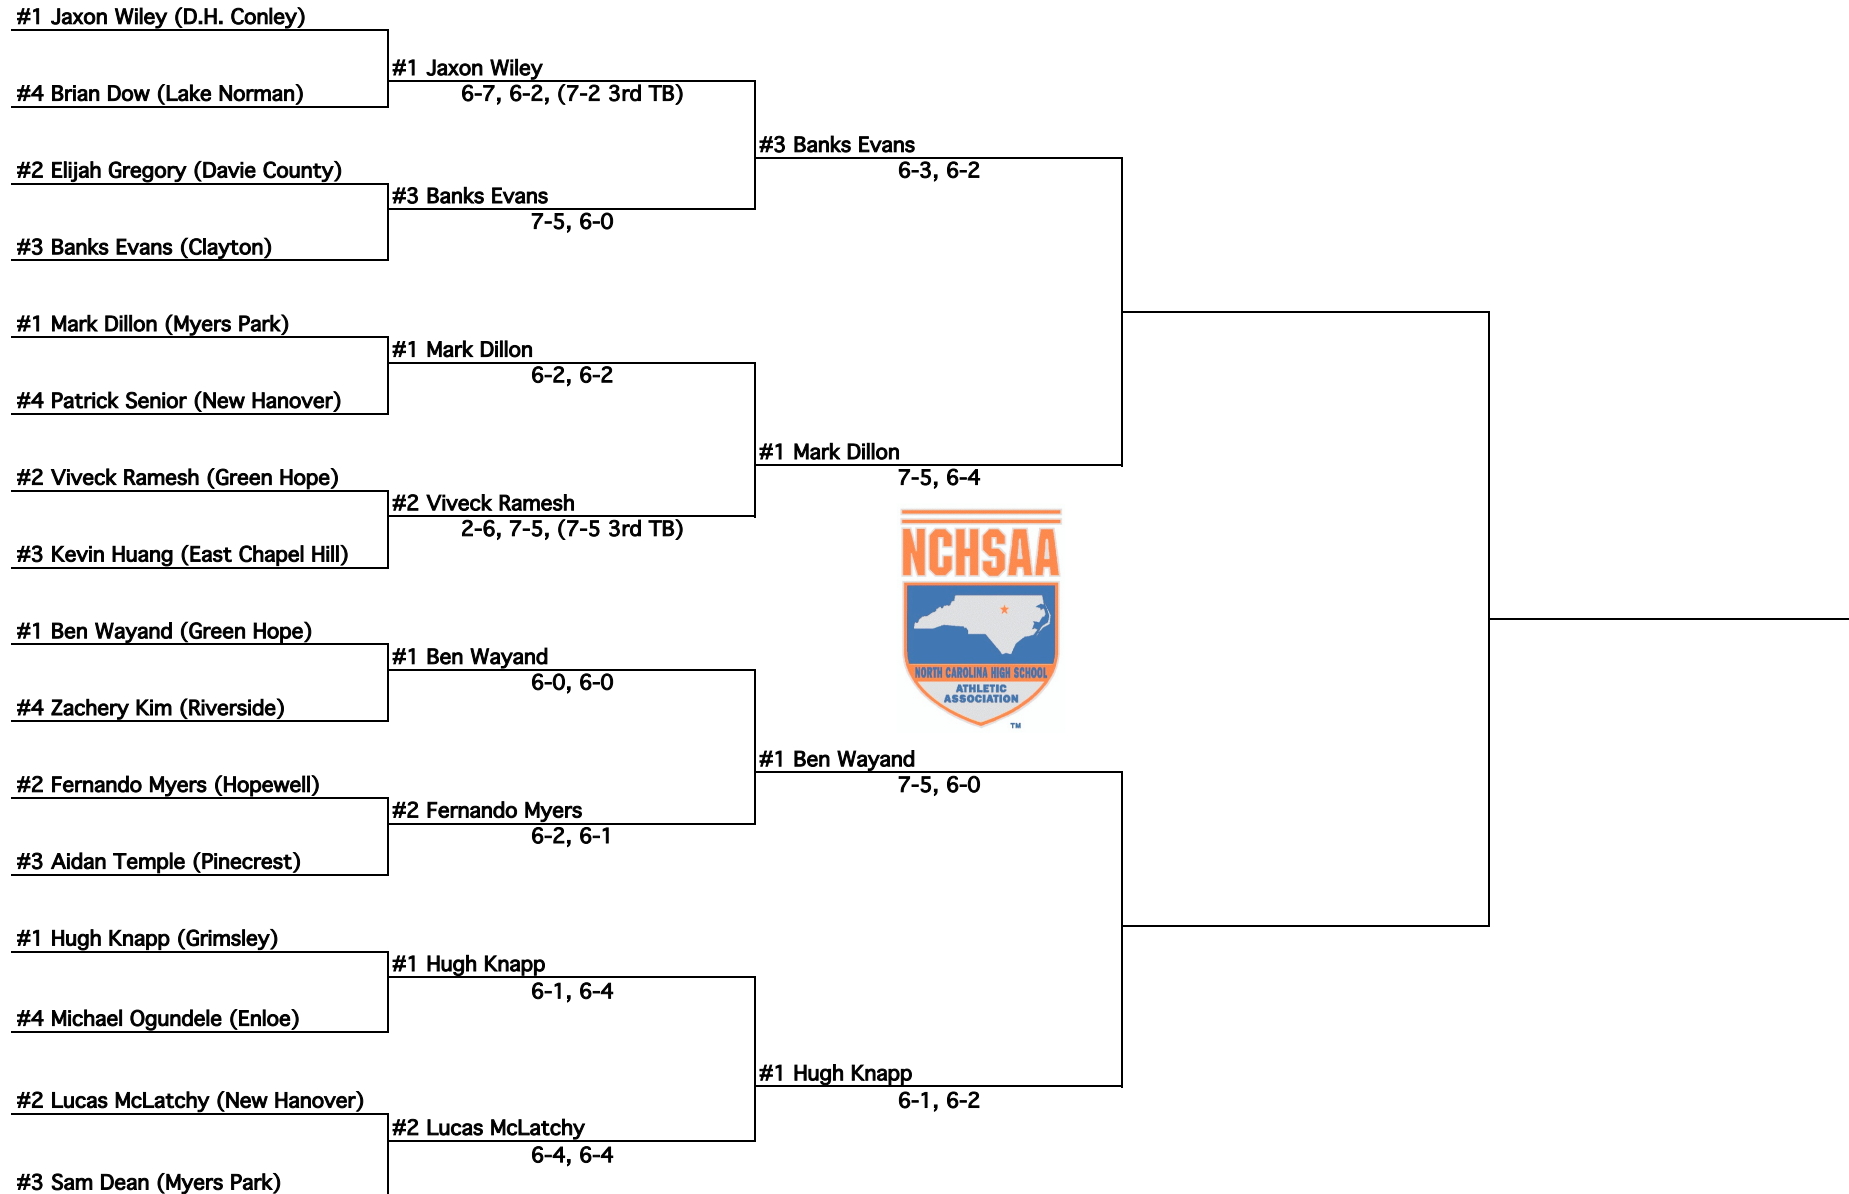 #1 Jaxon Wiley (D.H. Conley)
#1 Jaxon Wiley
#4 Brian Dow (Lake Norman)
6-7, 6-2, (7-2 3rd TB)
#3 Banks Evans
#2 Elijah Gregory (Davie County)
6-3, 6-2
#3 Banks Evans
7-5, 6-0
#3 Banks Evans (Clayton)
#1 Mark Dillon (Myers Park)
#1 Mark Dillon
6-2, 6-2
#4 Patrick Senior (New Hanover)
#1 Mark Dillon
#2 Viveck Ramesh (Green Hope)
7-5, 6-4
#2 Viveck Ramesh
2-6, 7-5, (7-5 3rd TB)
#3 Kevin Huang (East Chapel Hill)
NCHSAA
NORTH CAROLINA HIGH SCHOOL
ATHLETIC
ASSOCIATION
TM
#1 Ben Wayand (Green Hope)
#1 Ben Wayand
6-0, 6-0
#4 Zachery Kim (Riverside)
#1 Ben Wayand
#2 Fernando Myers (Hopewell)
7-5, 6-0
#2 Fernando Myers
6-2, 6-1
#3 Aidan Temple (Pinecrest)
#1 Hugh Knapp (Grimsley)
#1 Hugh Knapp
6-1, 6-4
#4 Michael Ogundele (Enloe)
#1 Hugh Knapp
#2 Lucas McLatchy (New Hanover)
6-1, 6-2
#2 Lucas McLatchy
6-4, 6-4
#3 Sam Dean (Myers Park)